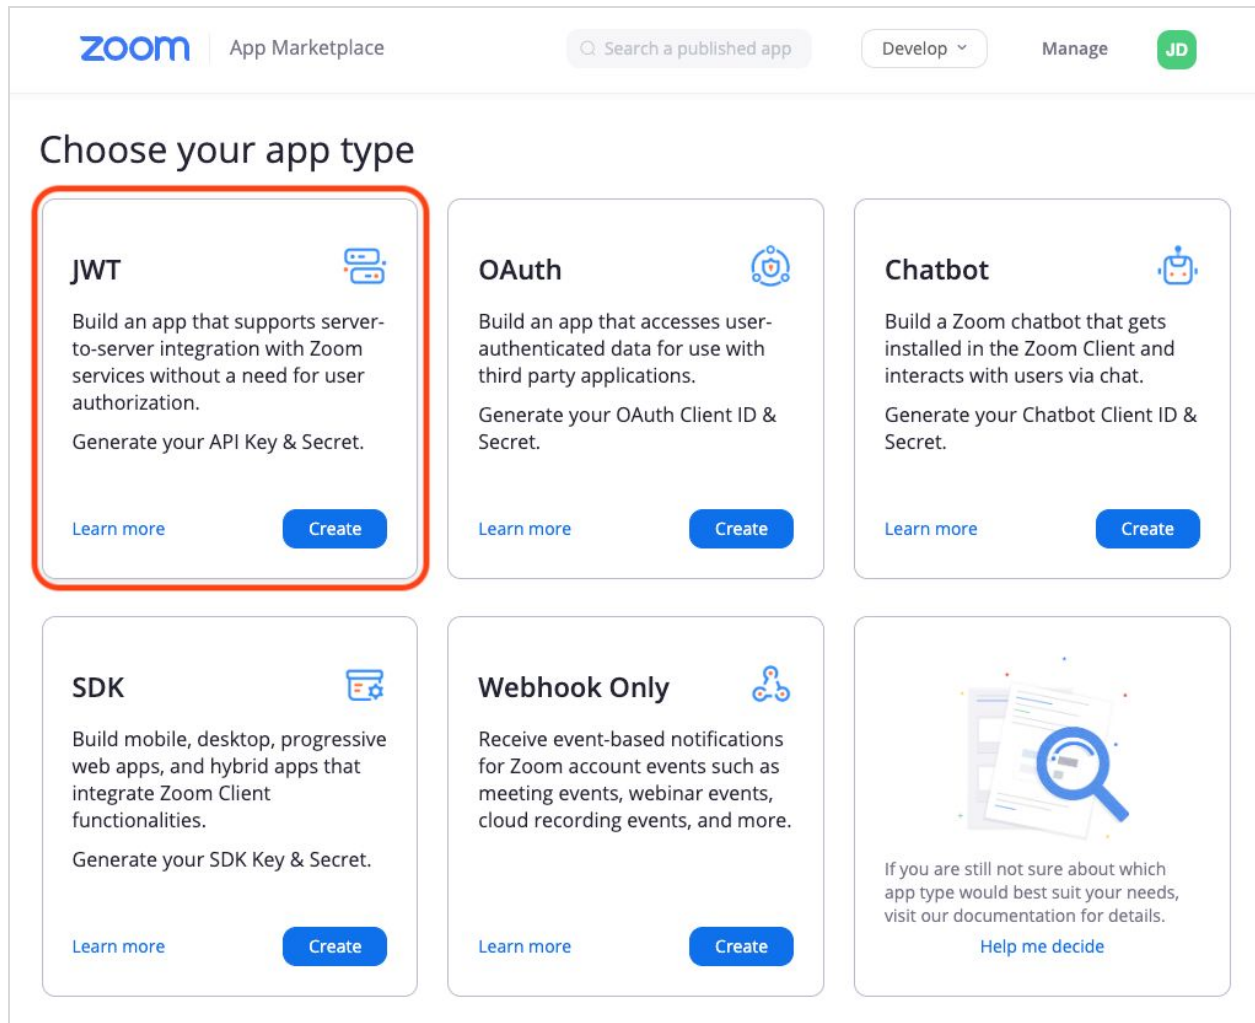 zoom App Marketplace Search a published app Develop Manage JD
Choose your app type
JWT
Build an app that supports server-
to-server integration with Zoom
services without a need for user
authorization.
Generate your API Key & Secret.
Learn more Create
OAuth
Build an app that accesses user-
authenticated data for use with
third party applications.
Generate your OAuth Client ID &
Secret.
Learn more Create
Chatbot
Build a Zoom chatbot that gets
installed in the Zoom Client and
interacts with users via chat.
Generate your Chatbot Client ID &
Secret.
Learn more Create
SDK
Build mobile, desktop, progressive
web apps, and hybrid apps that
integrate Zoom Client
functionalities.
Generate your SDK Key & Secret.
Learn more Create
Webhook Only
Receive event-based notifications
for Zoom account events such as
meeting events, webinar events,
cloud recording events, and more.
Learn more Create
If you are still not sure about which
app type would best suit your needs,
visit our documentation for details.
Help me decide